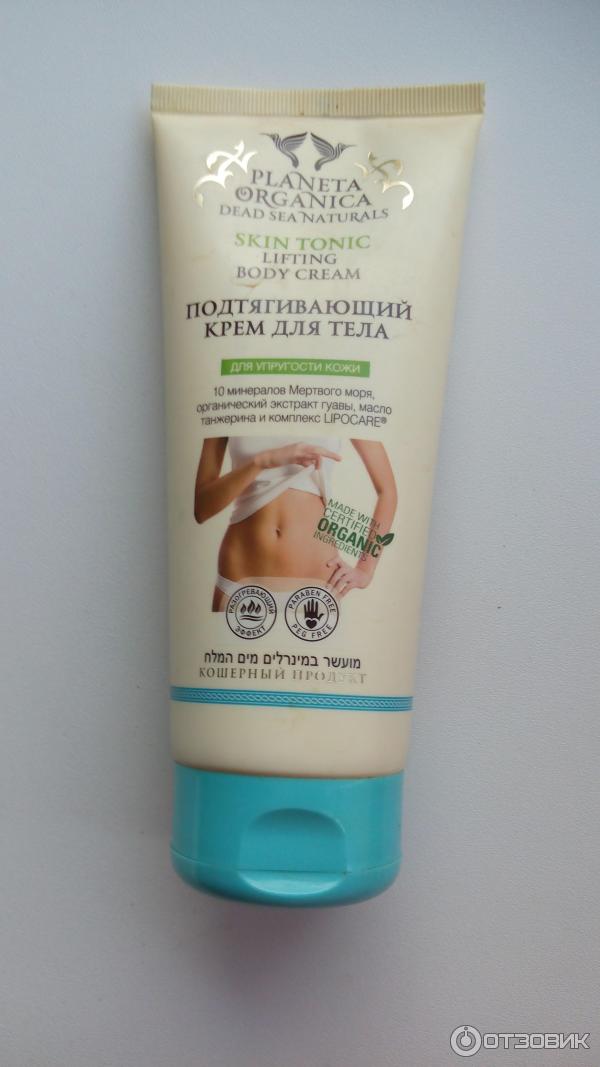 PLANETA
ORGANICA
DEAD SEA NATURALS
SKIN TONIC
LIFTING
BODY CREAM
ПОДТЯГИВАЮЩИЙ
КРЕМ ДЛЯ ТЕЛА
ДЛЯ УПРУГОСТИ КОЖИ
10 минералов Мертвого моря,
органический экстракт гуавы, масло
танжерина и комплекс LIPOCARE®
MADE WITH
CERTIFIED
ORGANIC
INGREDIENTS
РАЗОГРЕВАЮЩИЙ
ЭФФЕКТ
PARABEN FREE
PEG FREE
מועשר במינרלים מים המלח
КОШЕРНЫЙ ПРОДУКТ
ОТЗОВИК